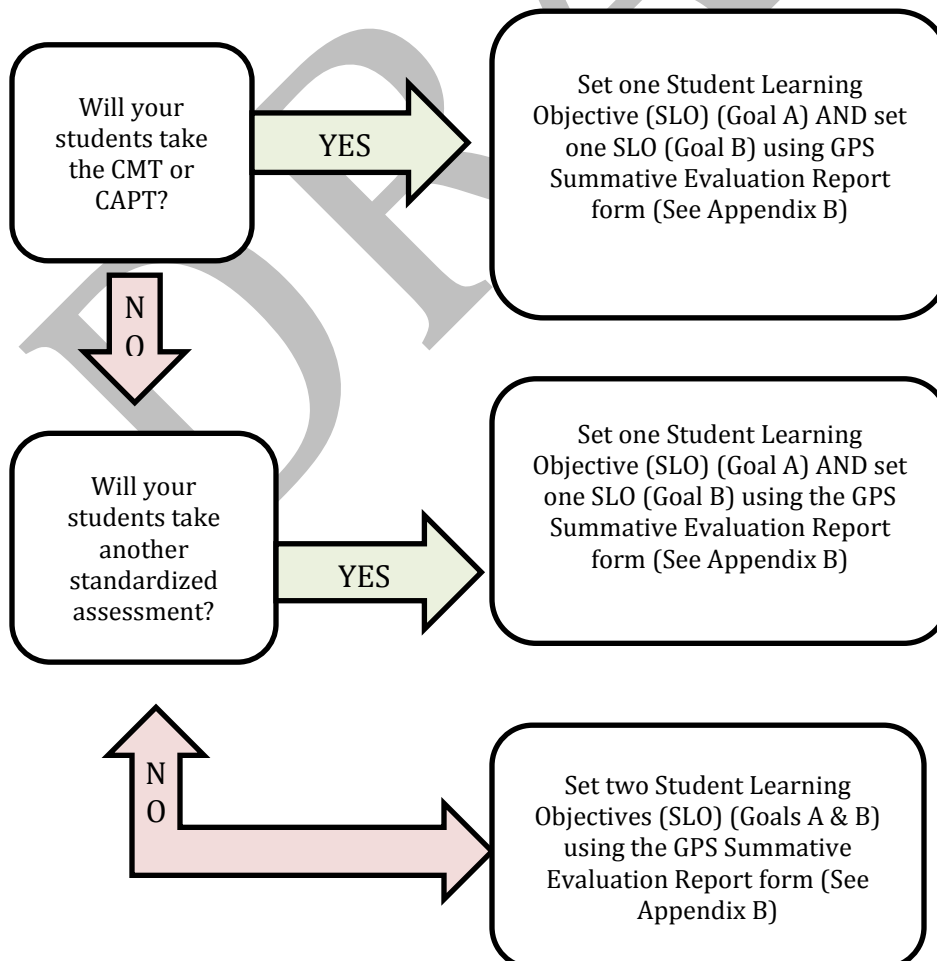 Will your
students take
the CMT or
CAPT?
YES
Set one Student Learning
Objective (SLO) (Goal A) AND set
one SLO (Goal B) using GPS
Summative Evaluation Report
form (See Appendix B)
N
O
Will your
students take
another
standardized
assessment?
YES
Set one Student Learning
Objective (SLO) (Goal A) AND set
one SLO (Goal B) using the GPS
Summative Evaluation Report
form (See Appendix B)
N
O
Set two Student Learning
Objectives (SLO) (Goals A & B)
using the GPS Summative
Evaluation Report form (See
Appendix B)